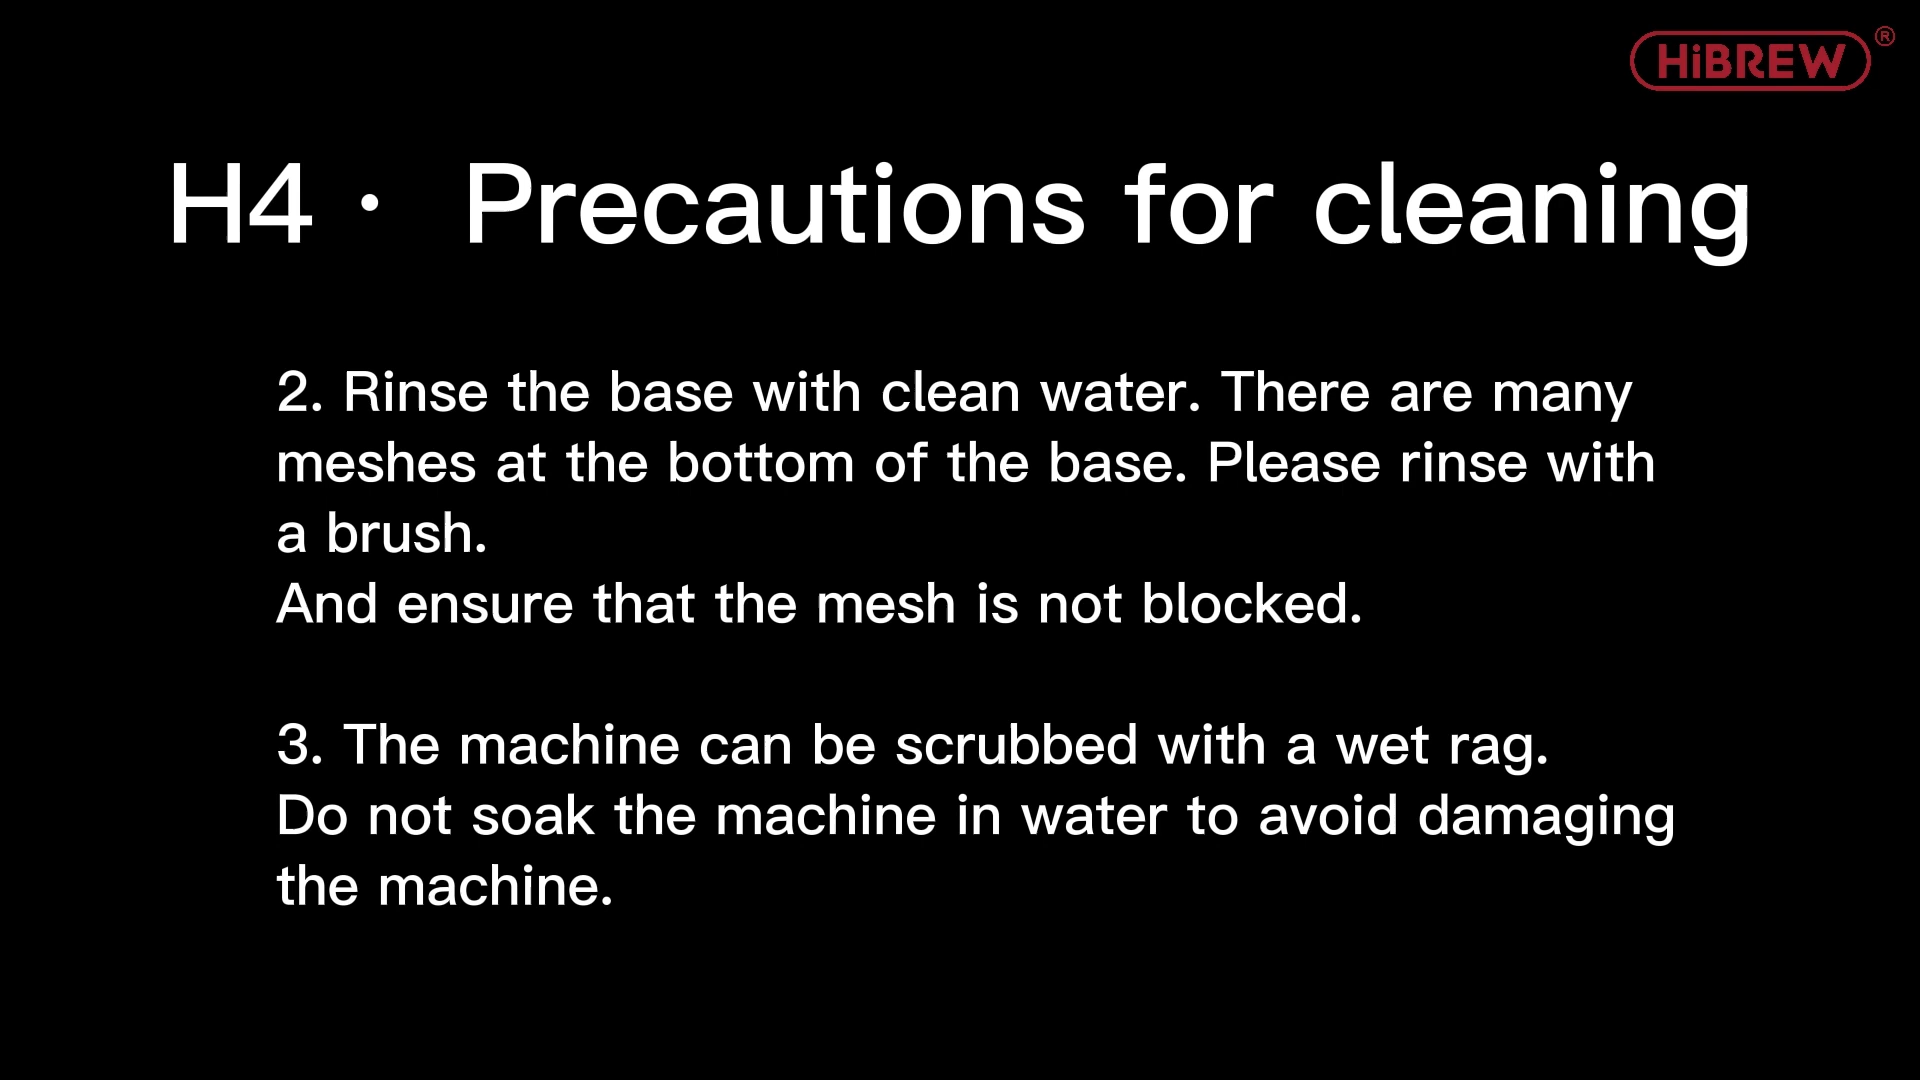 HiBREW®
H4 · Precautions for cleaning
2. Rinse the base with clean water. There are many
meshes at the bottom of the base. Please rinse with
a brush.
And ensure that the mesh is not blocked.
3. The machine can be scrubbed with a wet rag.
Do not soak the machine in water to avoid damaging
the machine.